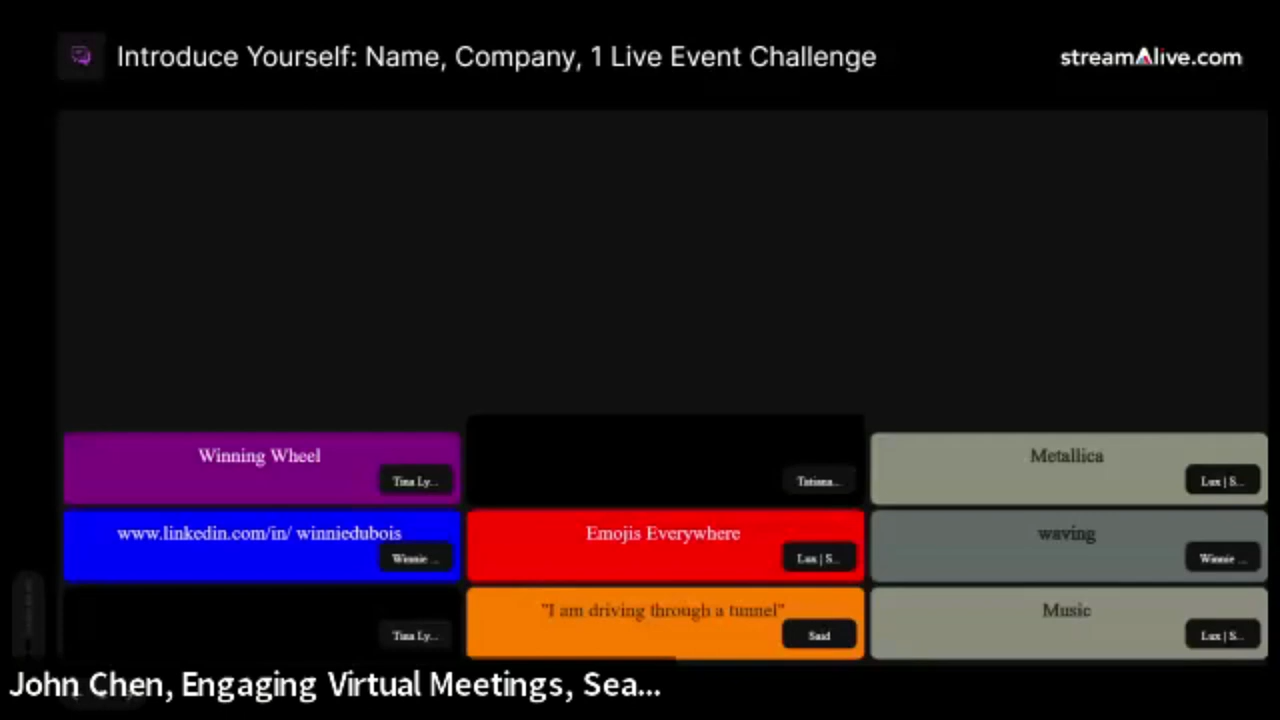 Introduce Yourself: Name, Company, 1 Live Event Challenge
streamAlive.com
Winning Wheel
Tina Ly...
Tatiana...
Metallica
Lux | S...
www.linkedin.com/in/ winniedubois
Winnie ...
Emojis Everywhere
Lux | S...
waving
Winnie ...
Tina Ly...
"I am driving through a tunnel"
Said
Music
Lux | S...
John Chen, Engaging Virtual Meetings, Sea...